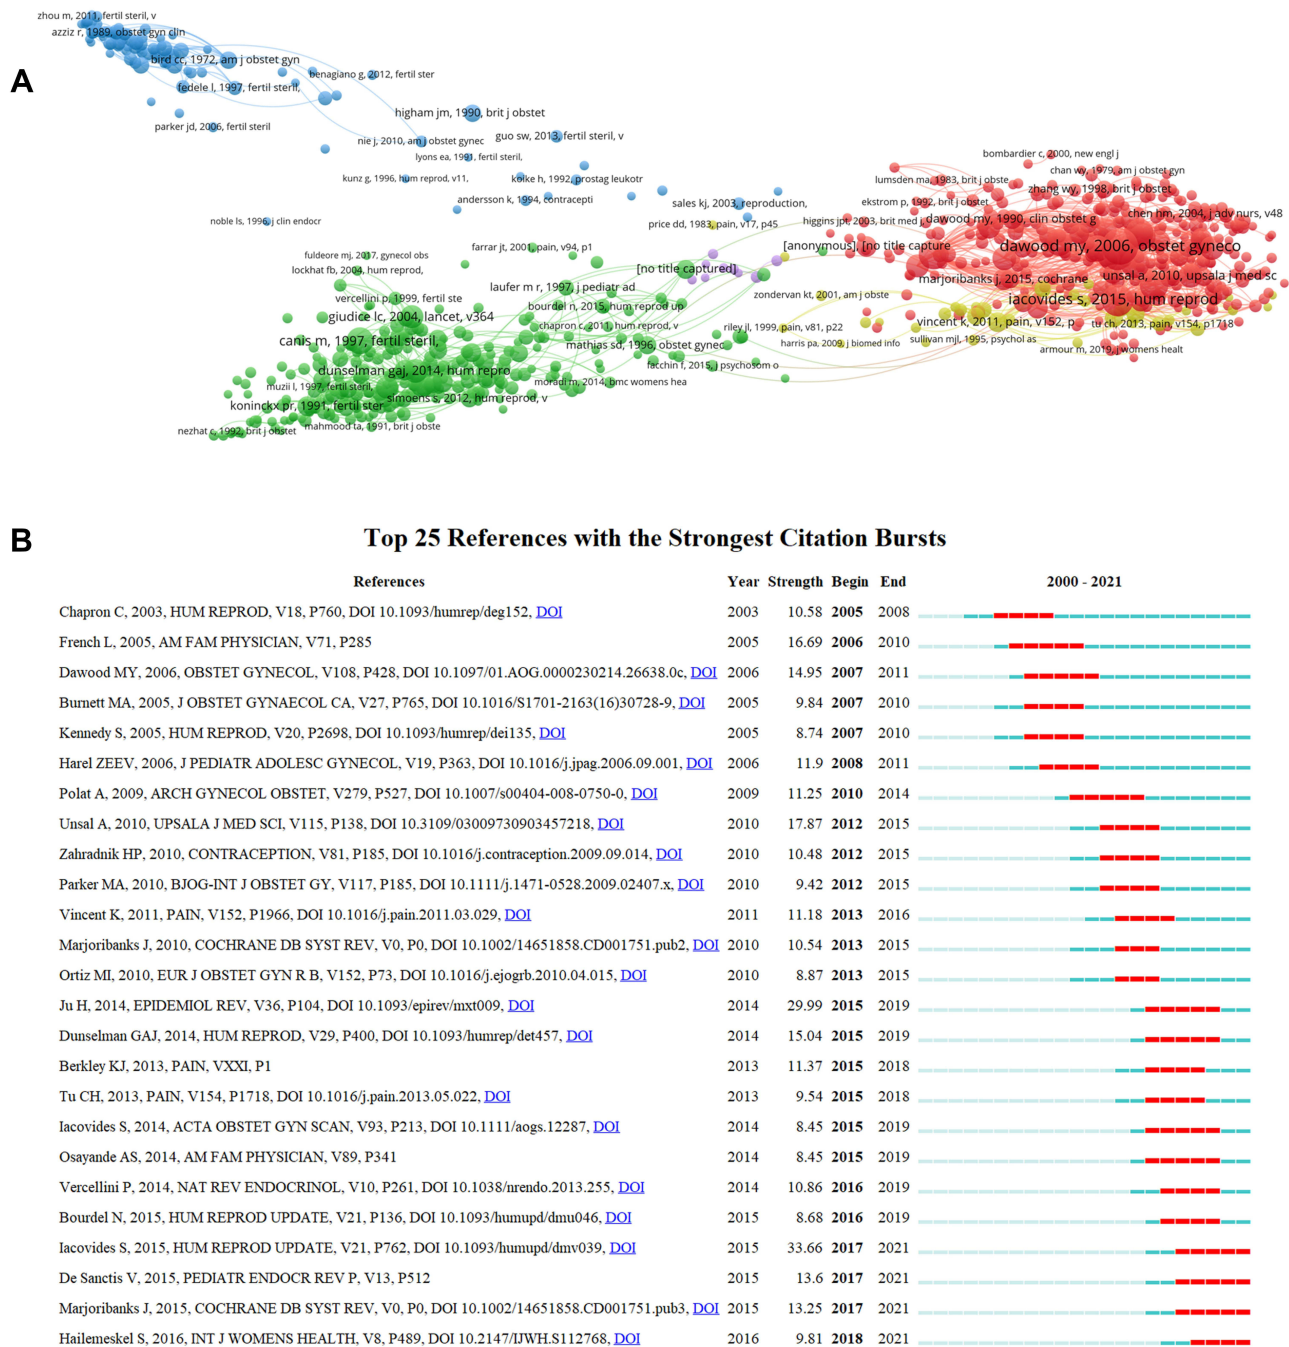 zhou m, 2011, fertil steril, v
azziz r, 1989, obstet gyn clin
bird cc, 1972, am j obstet gyn
A
benagiano g, 2012, fertil ster
fedele l, 1997, fertil steril,
higham jm, 1990, brit j obstet
parker jd, 2006, fertil steril
nie j, 2010, am j obstet gynec
guo sw, 2013, fertil steril, v
lyons ea, 1991, fertil steril,
bombardier c, 2000, new engl j
chan wy, 1979, am j obstet gyn
kunz g, 1996, hum reprod, v11,
koike h, 1992, prostag leukotr
lumsden ma, 1983, brit j obste
zhang wy, 1998, brit j obstet
andersson k, 1994, contracepti
sales kj, 2003, reproduction,
ekstrom p, 1992, brit j obstet
noble ls, 1996, j clin endocr
price dd, 1983, pain, v17, p45
higgins jpt, 2003, brit med j
dawood my, 1990, clin obstet g
chen hm, 2004, j adv nurs, v48
farrar jt, 2001, pain, v94, p1
[anonymous], [no title capture
dawood my, 2006, obstet gyneco
fuldeore mj, 2017, gynecol obs
lockhat fb, 2004, hum reprod,
[no title captured]
marjoribanks j, 2015, cochrane
unsal a, 2010, upsala j med sc
laufer m r, 1997, j pediatr ad
vercellini p, 1999, fertil ste
bourdel n, 2015, hum reprod up
zondervan kt, 2001, am j obste
iacovides s, 2015, hum reprod
giudice lc, 2004, lancet, v364
chapron c, 2011, hum reprod, v
riley jl, 1999, pain, v81, p22
vincent k, 2011, pain, v152, p
tu ch, 2013, pain, v154, p1718
canis m, 1997, fertil steril,
mathias sd, 1996, obstet gynec
harris pa, 2009, j biomed info
sullivan mjl, 1995, psychol as
armour m, 2019, j womens healt
dunselman gaj, 2014, hum repro
facchin f, 2015, j psychosom o
muzii l, 1997, fertil steril,
moradi m, 2014, bmc womens hea
koninckx pr, 1991, fertil ster
simoens s, 2012, hum reprod, v
nezhat c, 1992, brit j obstet
mahmood ta, 1991, brit j obste
B
Top 25 References with the Strongest Citation Bursts
References Year Strength Begin End 2000 - 2021
Chapron C, 2003, HUM REPROD, V18, P760, DOI 10.1093/humrep/deg152, DOI 2003 10.58 2005 2008
French L, 2005, AM FAM PHYSICIAN, V71, P285 2005 16.69 2006 2010
Dawood MY, 2006, OBSTET GYNECOL, V108, P428, DOI 10.1097/01.AOG.0000230214.26638.0c, DOI 2006 14.95 2007 2011
Burnett MA, 2005, J OBSTET GYNAECOL CA, V27, P765, DOI 10.1016/S1701-2163(16)30728-9, DOI 2005 9.84 2007 2010
Kennedy S, 2005, HUM REPROD, V20, P2698, DOI 10.1093/humrep/dei135, DOI 2005 8.74 2007 2010
Harel ZEEV, 2006, J PEDIATR ADOLESC GYNECOL, V19, P363, DOI 10.1016/j.jpag.2006.09.001, DOI 2006 11.9 2008 2011
Polat A, 2009, ARCH GYNECOL OBSTET, V279, P527, DOI 10.1007/s00404-008-0750-0, DOI 2009 11.25 2010 2014
Unsal A, 2010, UPSALA J MED SCI, V115, P138, DOI 10.3109/03009730903457218, DOI 2010 17.87 2012 2015
Zahradnik HP, 2010, CONTRACEPTION, V81, P185, DOI 10.1016/j.contraception.2009.09.014, DOI 2010 10.48 2012 2015
Parker MA, 2010, BJOG-INT J OBSTET GY, V117, P185, DOI 10.1111/j.1471-0528.2009.02407.x, DOI 2010 9.42 2012 2015
Vincent K, 2011, PAIN, V152, P1966, DOI 10.1016/j.pain.2011.03.029, DOI 2011 11.18 2013 2016
Marjoribanks J, 2010, COCHRANE DB SYST REV, V0, P0, DOI 10.1002/14651858.CD001751.pub2, DOI 2010 10.54 2013 2015
Ortiz MI, 2010, EUR J OBSTET GYN R B, V152, P73, DOI 10.1016/j.ejogrb.2010.04.015, DOI 2010 8.87 2013 2015
Ju H, 2014, EPIDEMIOL REV, V36, P104, DOI 10.1093/epirev/mxt009, DOI 2014 29.99 2015 2019
Dunselman GAJ, 2014, HUM REPROD, V29, P400, DOI 10.1093/humrep/det457, DOI 2014 15.04 2015 2019
Berkley KJ, 2013, PAIN, VXXI, P1 2013 11.37 2015 2018
Tu CH, 2013, PAIN, V154, P1718, DOI 10.1016/j.pain.2013.05.022, DOI 2013 9.54 2015 2018
Iacovides S, 2014, ACTA OBSTET GYN SCAN, V93, P213, DOI 10.1111/aogs.12287, DOI 2014 8.45 2015 2019
Osayande AS, 2014, AM FAM PHYSICIAN, V89, P341 2014 8.45 2015 2019
Vercellini P, 2014, NAT REV ENDOCRINOL, V10, P261, DOI 10.1038/nrendo.2013.255, DOI 2014 10.86 2016 2019
Bourdel N, 2015, HUM REPROD UPDATE, V21, P136, DOI 10.1093/humupd/dmu046, DOI 2015 8.68 2016 2019
Iacovides S, 2015, HUM REPROD UPDATE, V21, P762, DOI 10.1093/humupd/dmv039, DOI 2015 33.66 2017 2021
De Sanctis V, 2015, PEDIATR ENDOCR REV P, V13, P512 2015 13.6 2017 2021
Marjoribanks J, 2015, COCHRANE DB SYST REV, V0, P0, DOI 10.1002/14651858.CD001751.pub3, DOI 2015 13.25 2017 2021
Hailemeskel S, 2016, INT J WOMENS HEALTH, V8, P489, DOI 10.2147/IJWH.S112768, DOI 2016 9.81 2018 2021